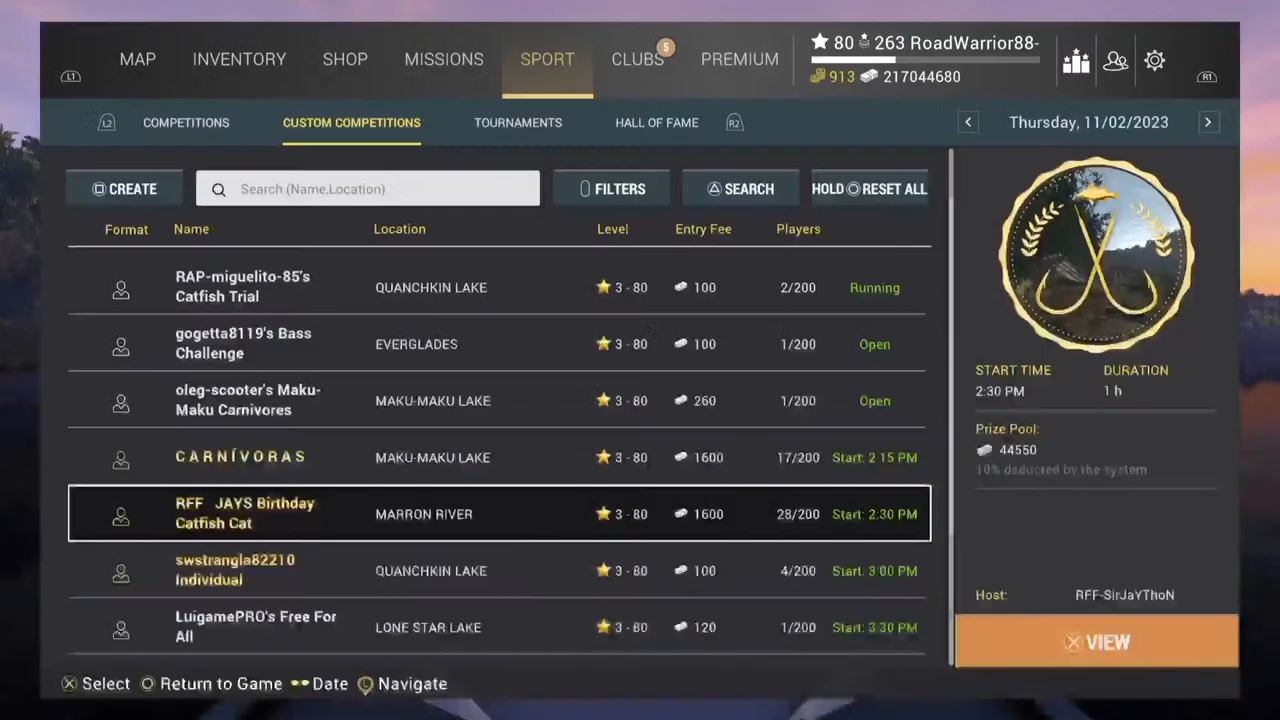 MAP INVENTORY SHOP MISSIONS SPORT CLUBS 5 PREMIUM
80 263 RoadWarrior88-
913 217044680
L1 R1
L2 COMPETITIONS CUSTOM COMPETITIONS TOURNAMENTS HALL OF FAME R2
< Thursday, 11/02/2023 >
CREATE Search (Name,Location) FILTERS SEARCH HOLD RESET ALL
Format Name Location Level Entry Fee Players
RAP-miguelito-85's
Catfish Trial
QUANCHKIN LAKE 3 - 80 100 2/200 Running
gogetta8119's Bass
Challenge
EVERGLADES 3 - 80 100 1/200 Open
oleg-scooter's Maku-
Maku Carnivores
MAKU-MAKU LAKE 3 - 80 260 1/200 Open
CARNÍVORAS MAKU-MAKU LAKE 3 - 80 1600 17/200 Start: 2:15 PM
RFF JAYS Birthday
Catfish Cat
MARRON RIVER 3 - 80 1600 28/200 Start: 2:30 PM
swstrangla82210
Individual
QUANCHKIN LAKE 3 - 80 100 4/200 Start: 3:00 PM
LuigamePRO's Free For
All
LONE STAR LAKE 3 - 80 120 1/200 Start: 3:30 PM
START TIME DURATION
2:30 PM 1 h
Prize Pool:
44550
10% deducted by the system
Host: RFF-SirJaYThoN
VIEW
Select Return to Game Date L Navigate